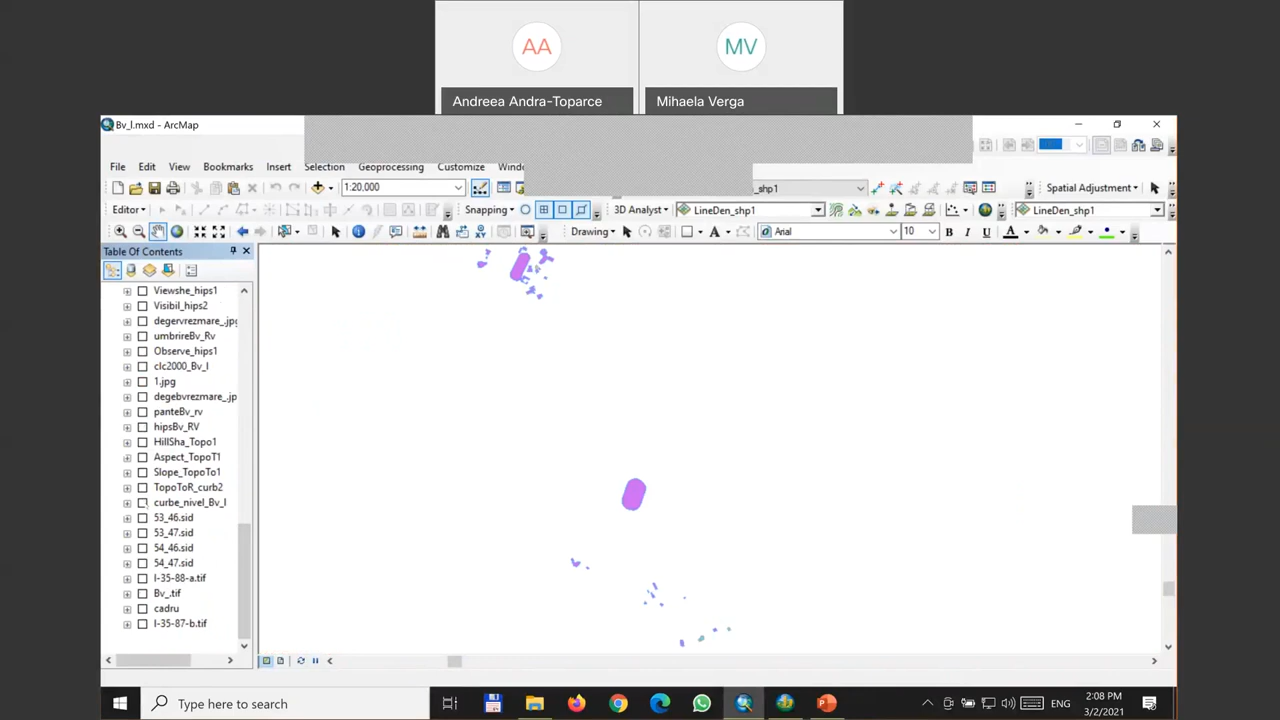 AA
MV
Andreea Andra-Toparce
Mihaela Verga
Bv_l.mxd - ArcMap
File Edit View Bookmarks Insert Selection Geoprocessing Customize
1:20,000
_shp1
Spatial Adjustment
Editor
Snapping
3D Analyst
LineDen_shp1
LineDen_shp1
Drawing
A
Arial
10
B I U A
Table Of Contents
Viewshe_hips1
Visibil_hips2
degervrezmare_.jpg
umbrireBv_Rv
Observe_hips1
clc2000_Bv_l
1.jpg
degebvrezmare_.jp
panteBv_rv
hipsBv_RV
HillSha_Topo1
Aspect_TopoT1
Slope_TopoTo1
TopoToR_curb2
curbe_nivel_Bv_l
53_46.sid
53_47.sid
54_46.sid
54_47.sid
l-35-88-a.tif
Bv_.tif
cadru
l-35-87-b.tif
Type here to search
ENG
2:08 PM
3/2/2021